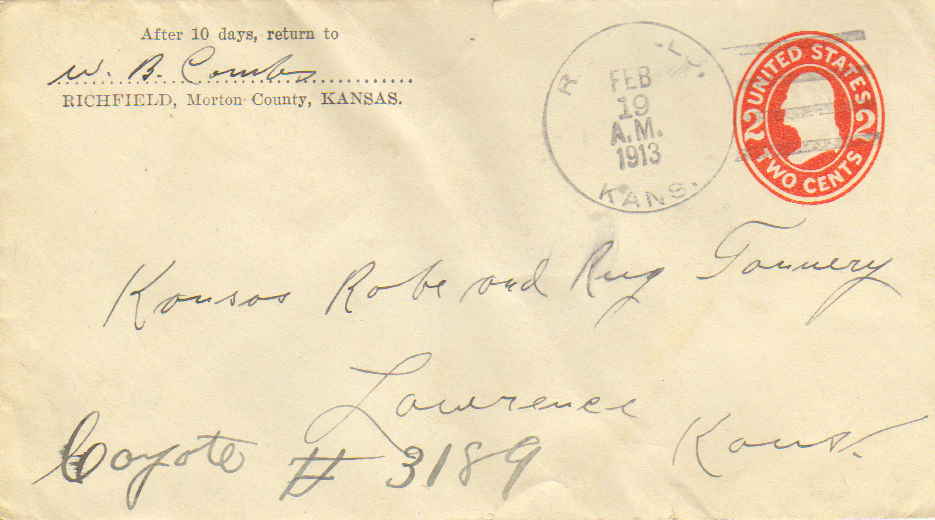 After 10 days, return to
W. B. Combs
RICHFIELD, Morton County, KANSAS.
FEB
19
A.M.
1913
KANS.
UNITED STATES
2 2
TWO CENTS
Kansas Robe and Rug Tannery
Lawrence
Kans.
Coyote # 3189